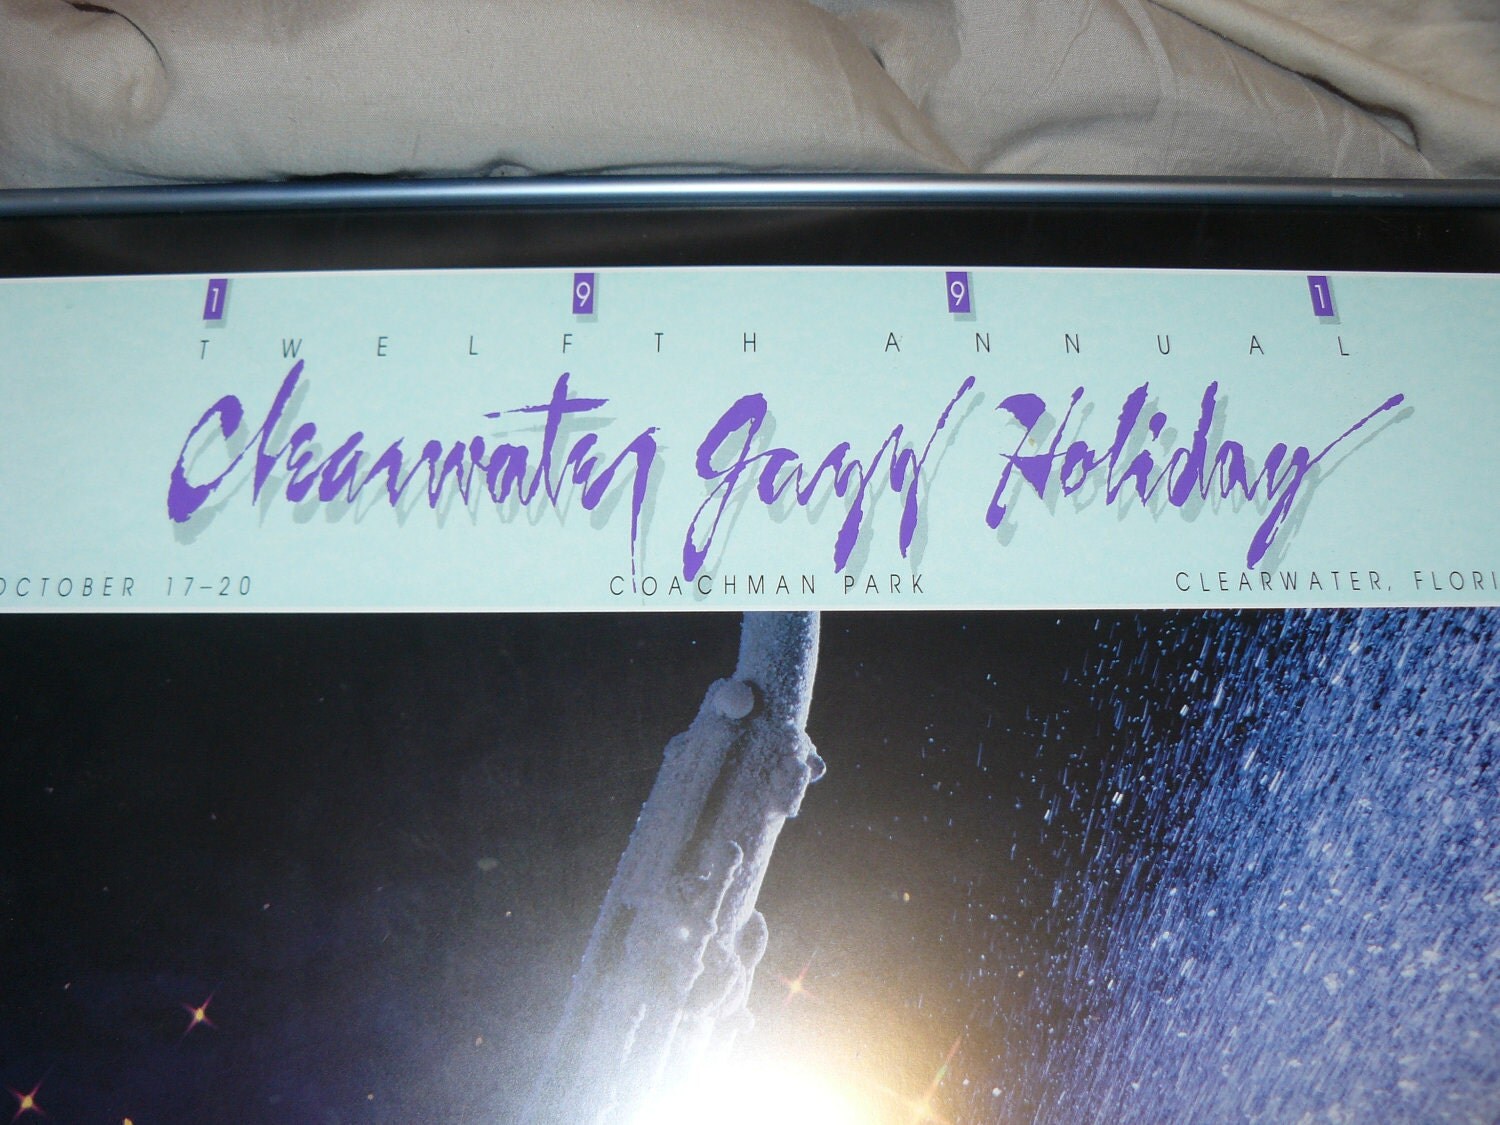 1 9 9 1
TWELFTH ANNUAL
Clearwater Jazz Holiday
OCTOBER 17-20 COACHMAN PARK CLEARWATER, FLORI